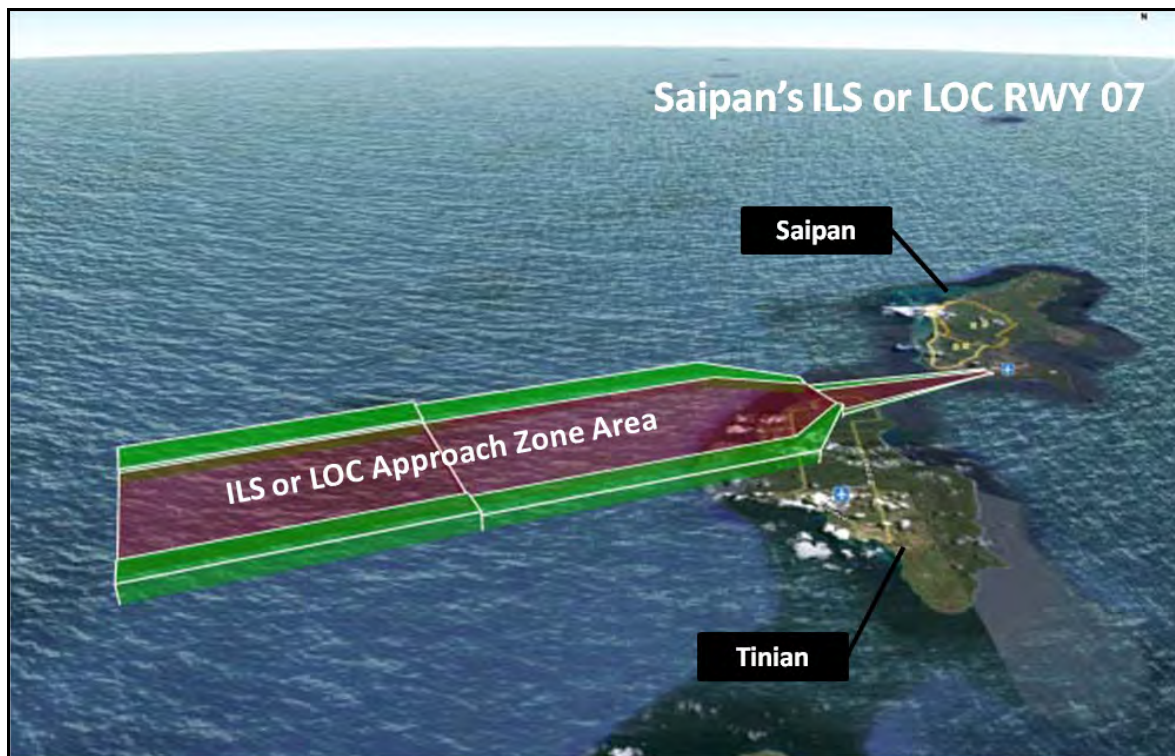 N
Saipan's ILS or LOC RWY 07
Saipan
ILS or LOC Approach Zone Area
Tinian